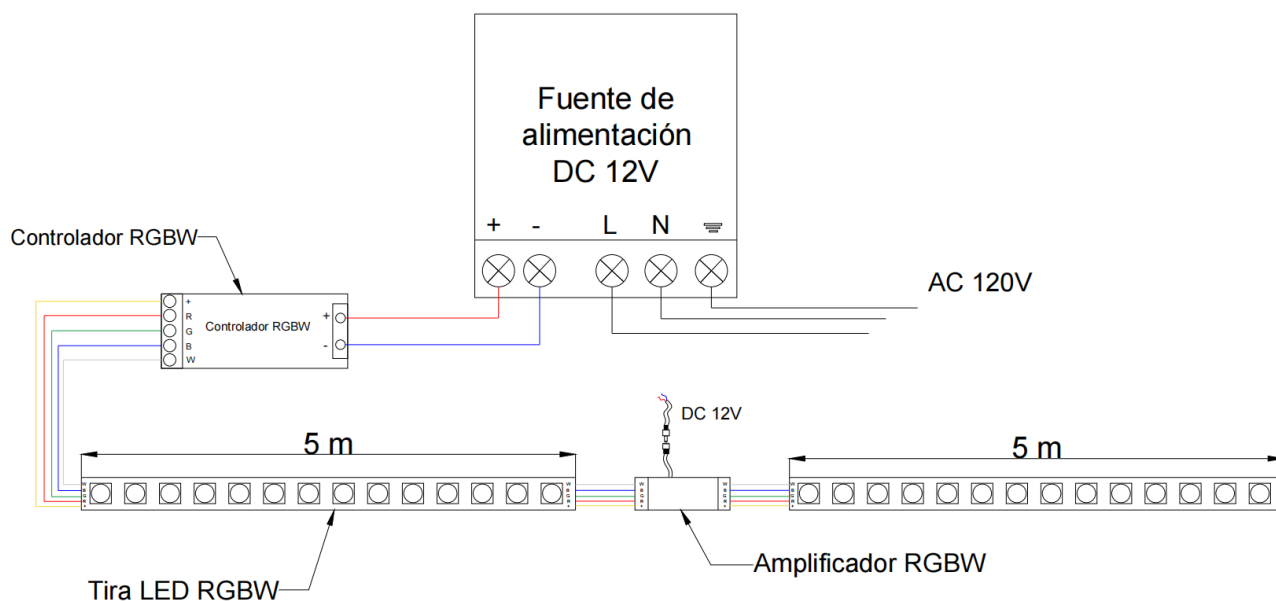 Fuente de
alimentación
DC 12V
+ - L N
AC 120V
Controlador RGBW
+
R
G
B
W
Controlador RGBW
+
-
DC 12V
5 m
5 m
W
B
G
R
+
W
B
G
R
+
W
B
G
R
+
W
B
G
R
+
W
B
G
R
+
Amplificador RGBW
Tira LED RGBW